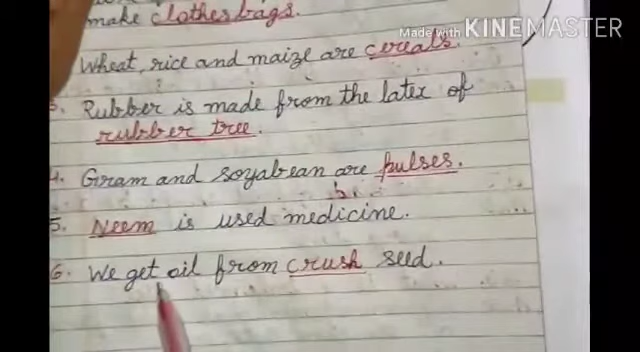 make clothes bags.
Made with KINEMASTER
Wheat, rice and maize are cereals.
3. Rubber is made from the latex of
rubber tree.
4. Gram and soyabean are pulses.
5. Neem is used medicine.
6. We get oil from crush seed.